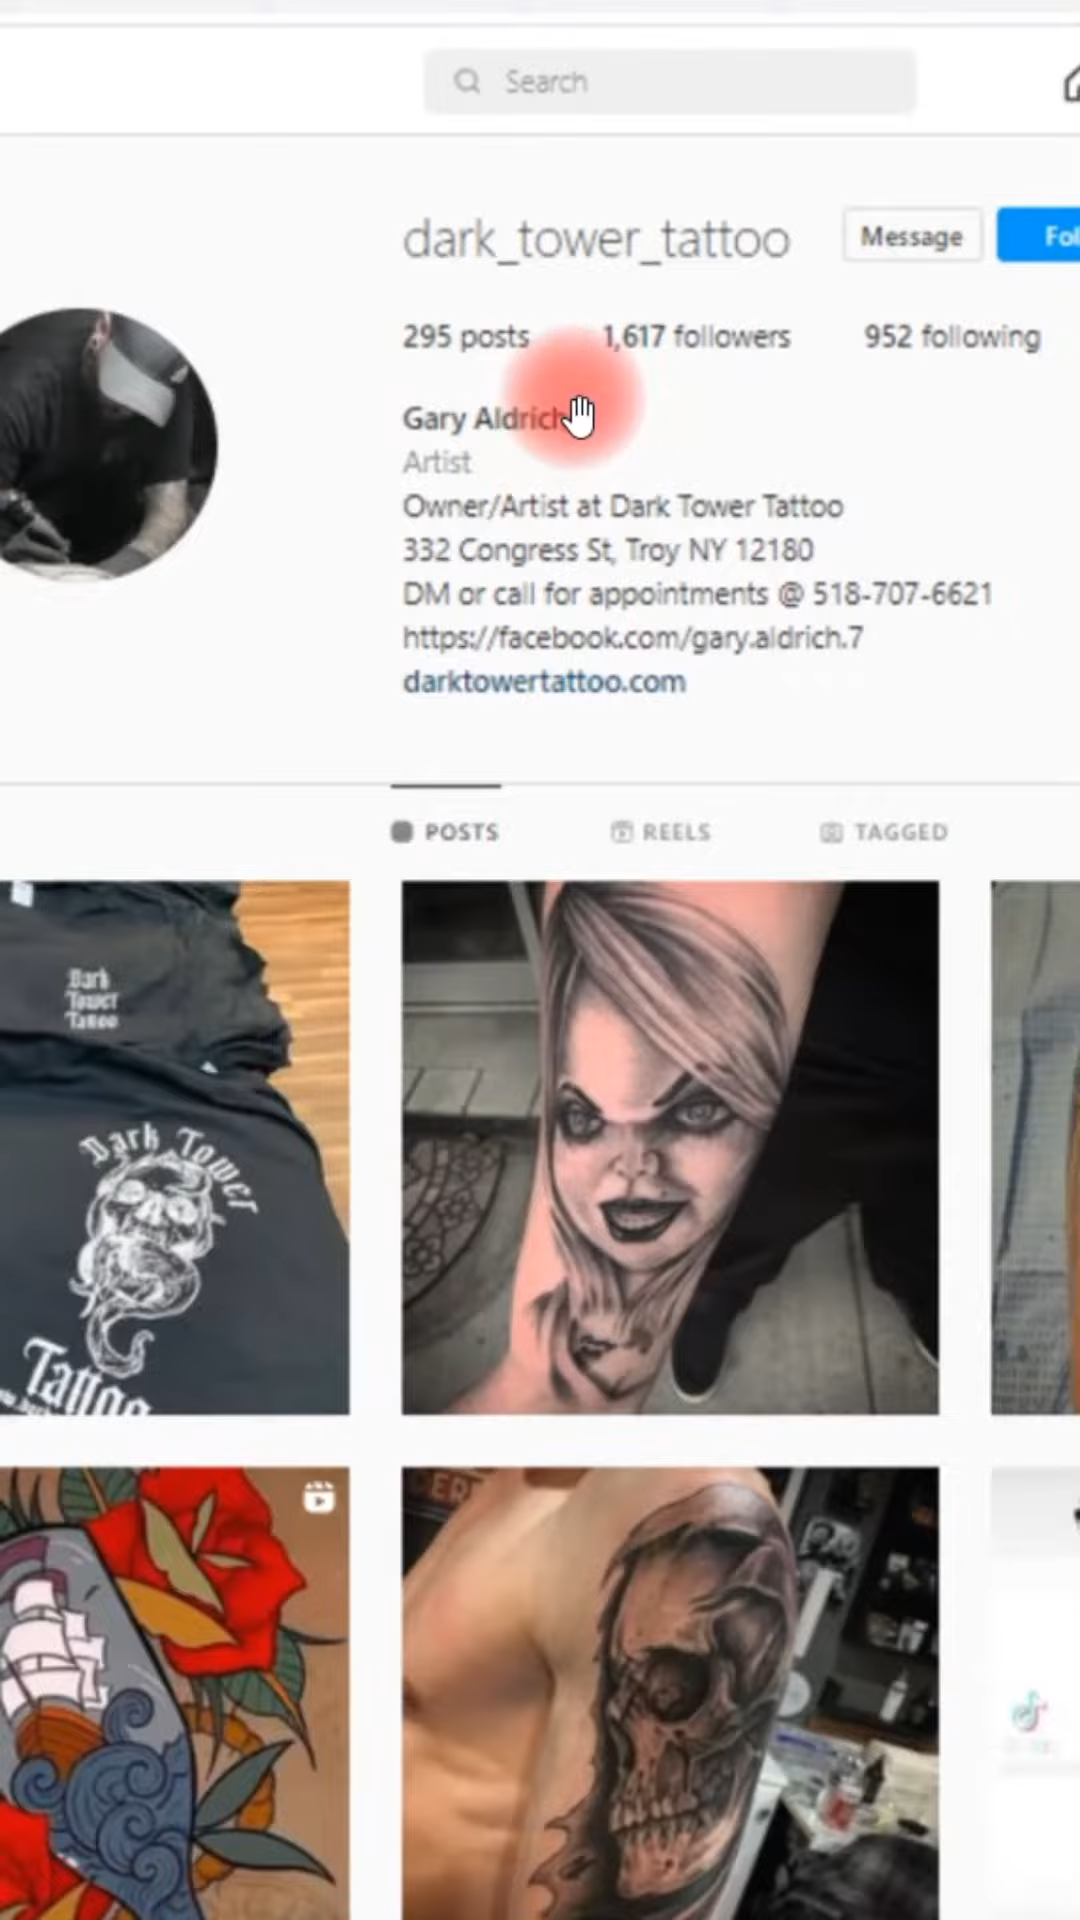 Search
dark_tower_tattoo
Message
Fol
295 posts 1,617 followers 952 following
Gary Aldrich
Artist
Owner/Artist at Dark Tower Tattoo
332 Congress St, Troy NY 12180
DM or call for appointments @ 518-707-6621
https://facebook.com/gary.aldrich.7
darktowertattoo.com
POSTS REELS TAGGED
Dark
Tower
Tattoo
Dark Tower
Tattoo
ER